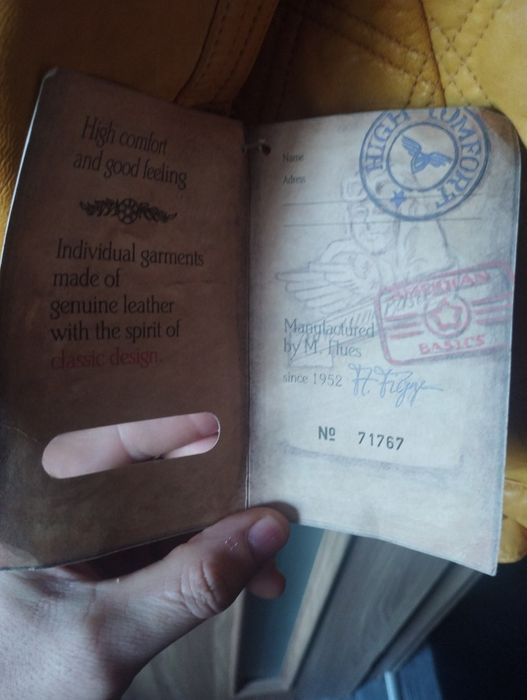 High comfort
and good feeling
Individual garments
made of
genuine leather
with the spirit of
classic design.
Name
Adress
HIGH COMFORT
AMERICAN
BASICS
Manufactured
by M. Flues
since 1952
Nº 71767